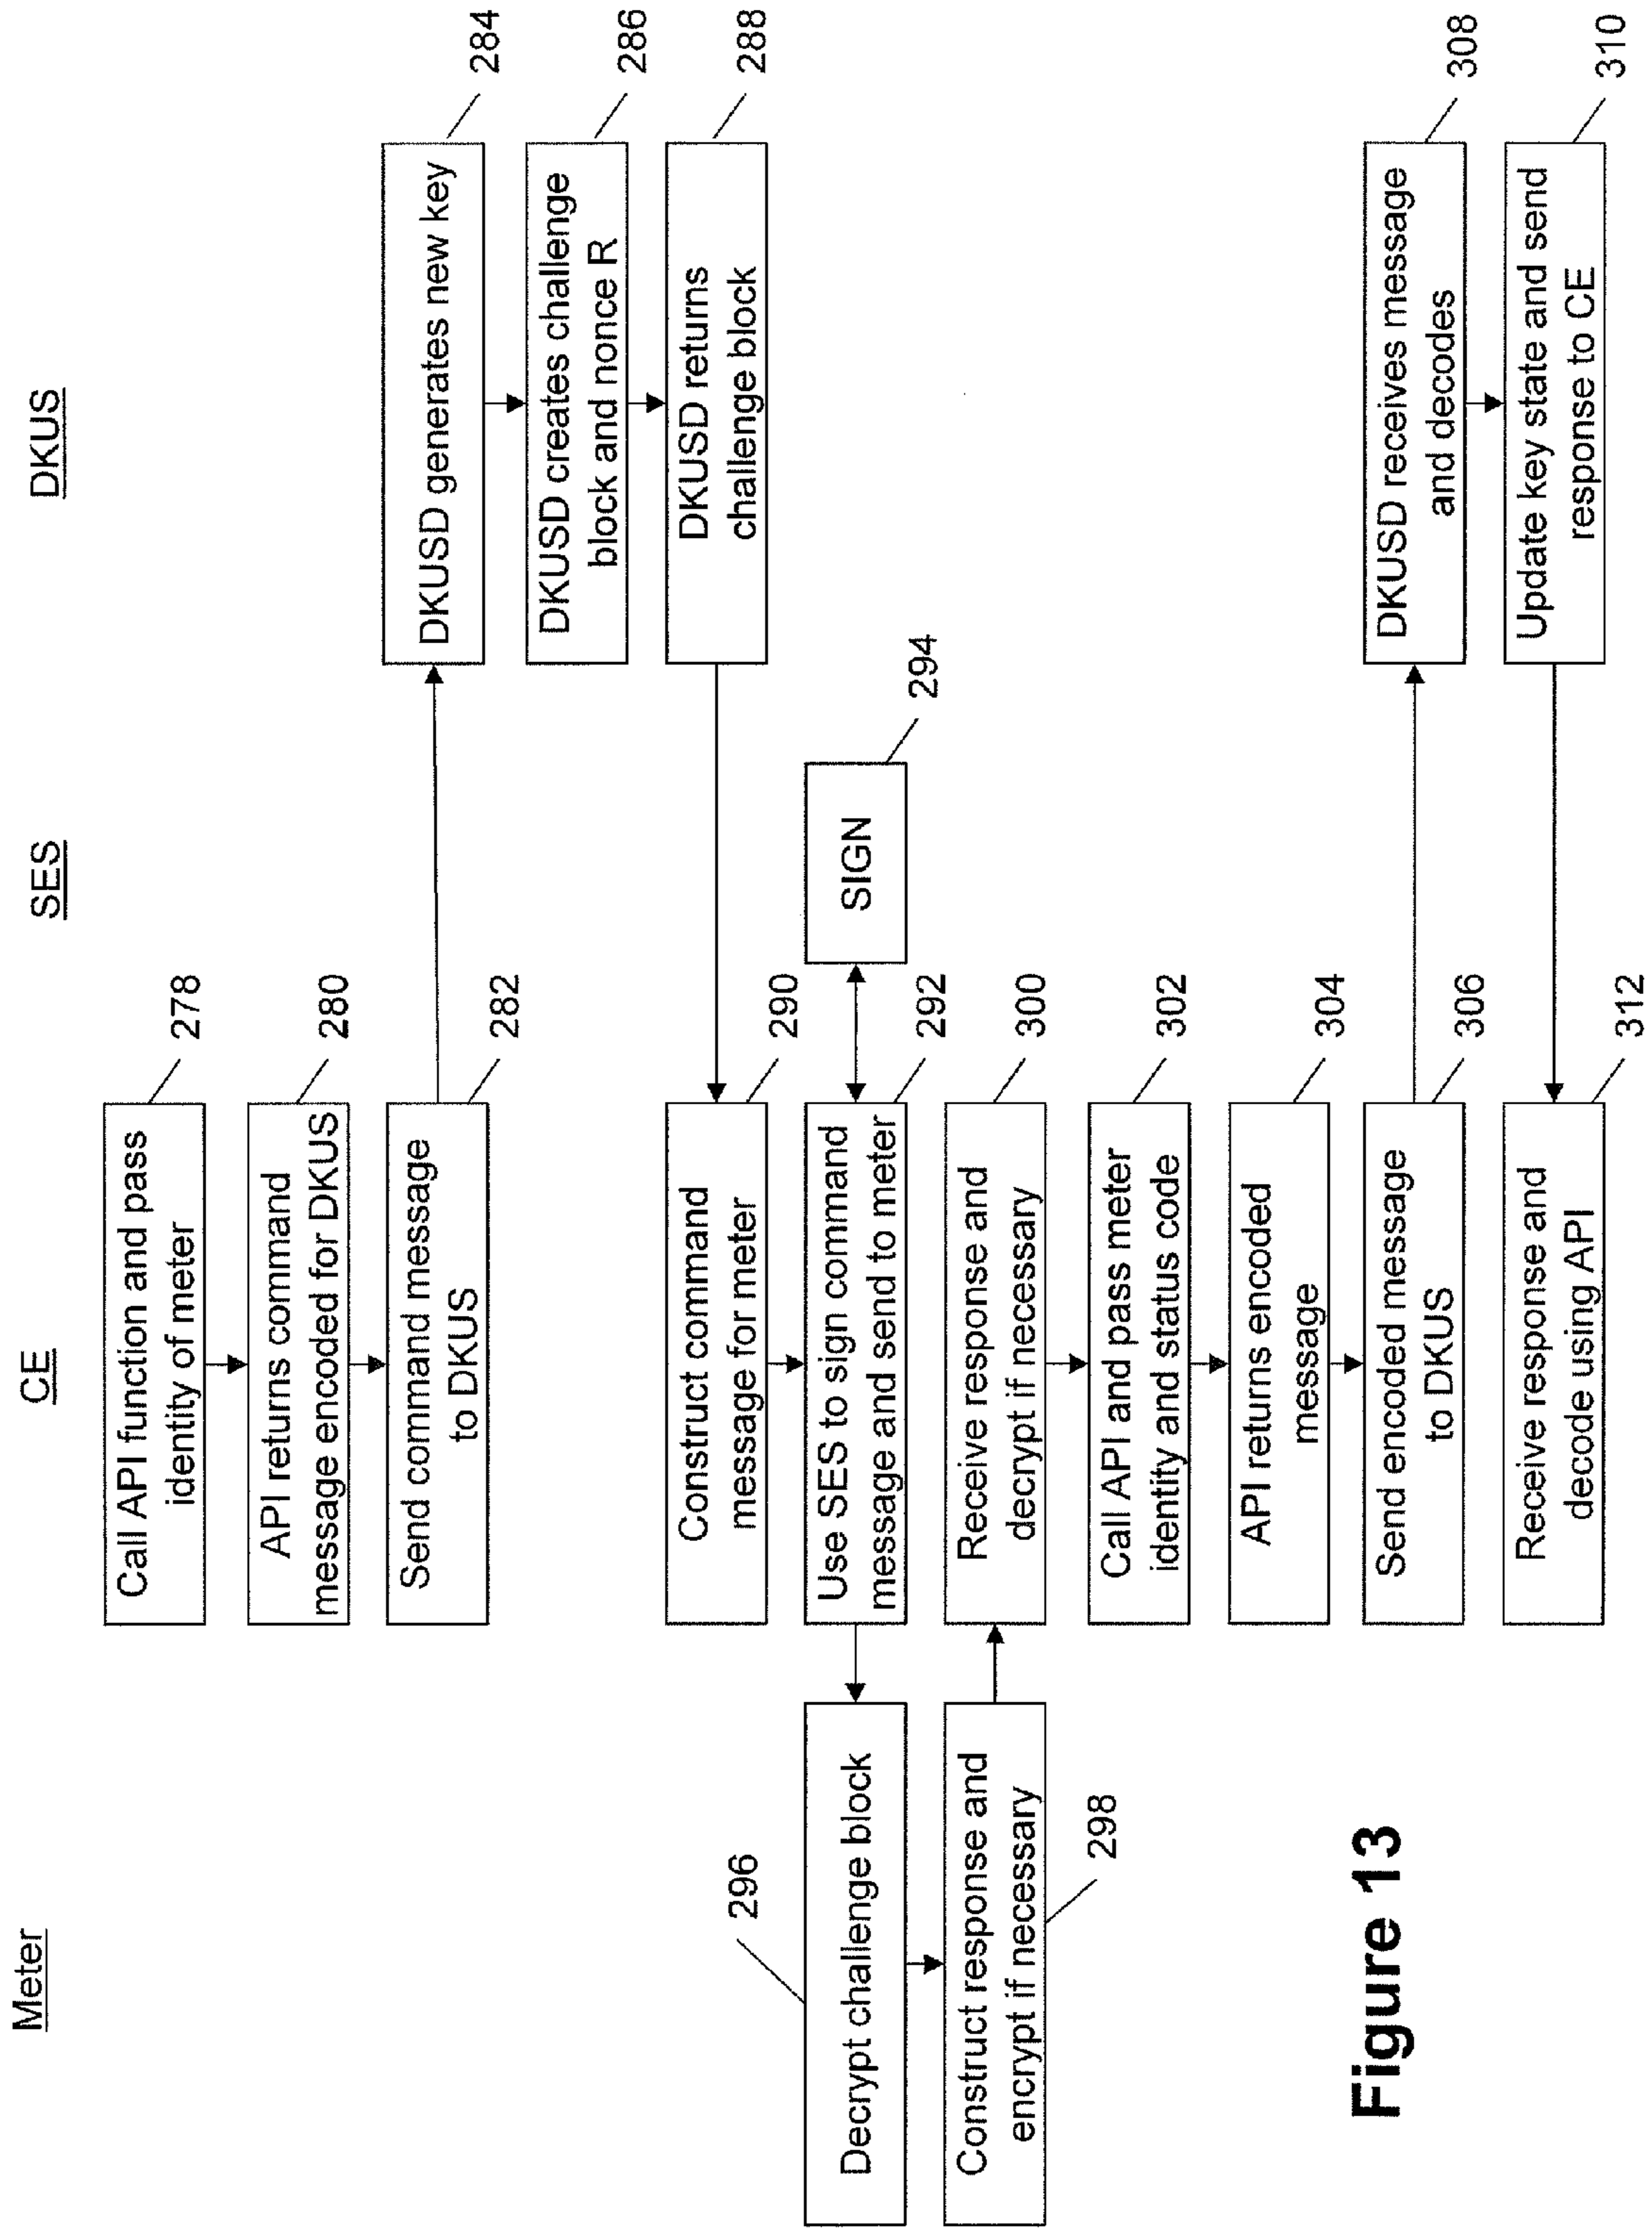 Meter
CE
SES
DKUS
Call API function and pass
identity of meter
278
API returns command
message encoded for DKUS
280
Send command message
to DKUS
282
DKUSD generates new key
284
DKUSD creates challenge
block and nonce R
286
DKUSD returns
challenge block
288
Construct command
message for meter
290
Use SES to sign command
message and send to meter
292
SIGN
294
296
Decrypt challenge block
Construct response and
encrypt if necessary
298
Receive response and
decrypt if necessary
300
Call API and pass meter
identity and status code
302
API returns encoded
message
304
Send encoded message
to DKUS
306
DKUSD receives message
and decodes
308
Update key state and send
response to CE
310
Receive response and
decode using API
312
Figure 13